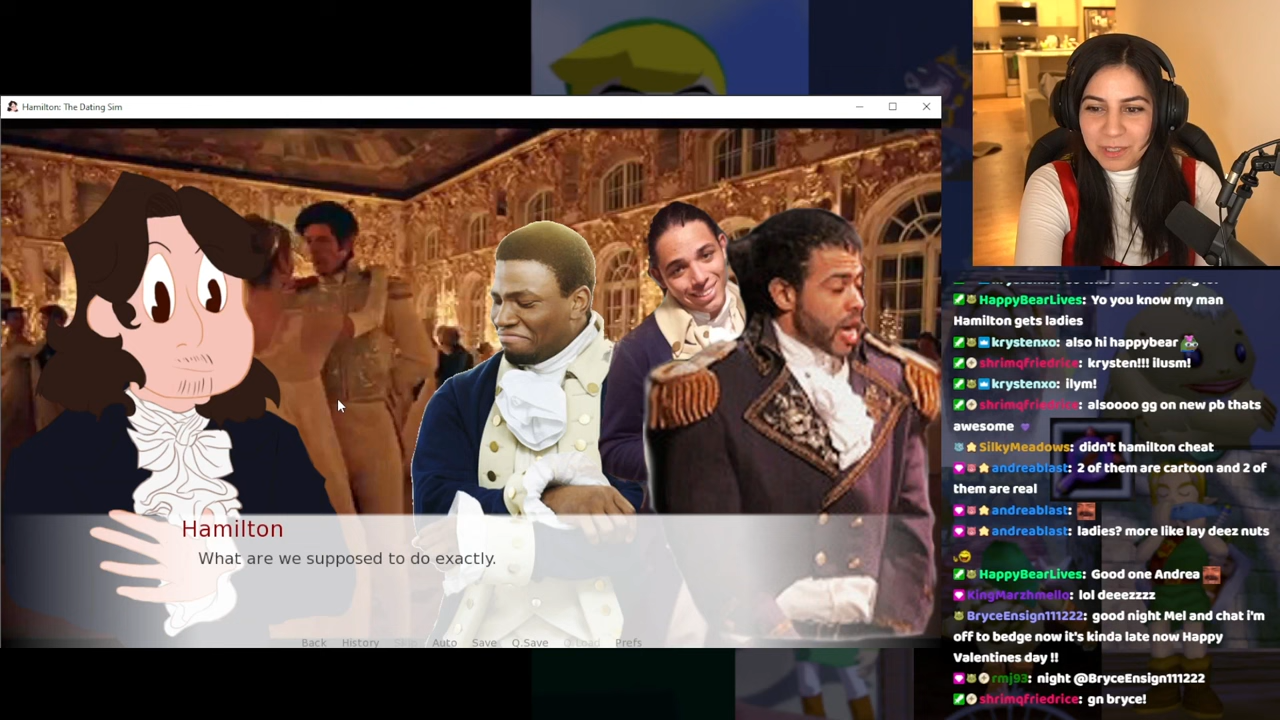 Hamilton: The Dating Sim
Hamilton
What are we supposed to do exactly.
Back History Skip Auto Save Q.Save Q.Load Prefs
HappyBearLives: Yo you know my man
Hamilton gets ladies
krystenxo: also hi happybear
shrimqfriedrice: krysten!!! ilusm!
krystenxo: ilym!
shrimqfriedrice: alsoooo gg on new pb thats
awesome
SilkyMeadows: didn't hamilton cheat
andreablast: 2 of them are cartoon and 2 of
them are real
andreablast:
andreablast: ladies? more like lay deez nuts
HappyBearLives: Good one Andrea
KingMarzhmello: lol deeezzzz
BryceEnsign111222: good night Mel and chat i'm
off to bedge now it's kinda late now Happy
Valentines day !!
rmj93: night @BryceEnsign111222
shrimqfriedrice: gn bryce!